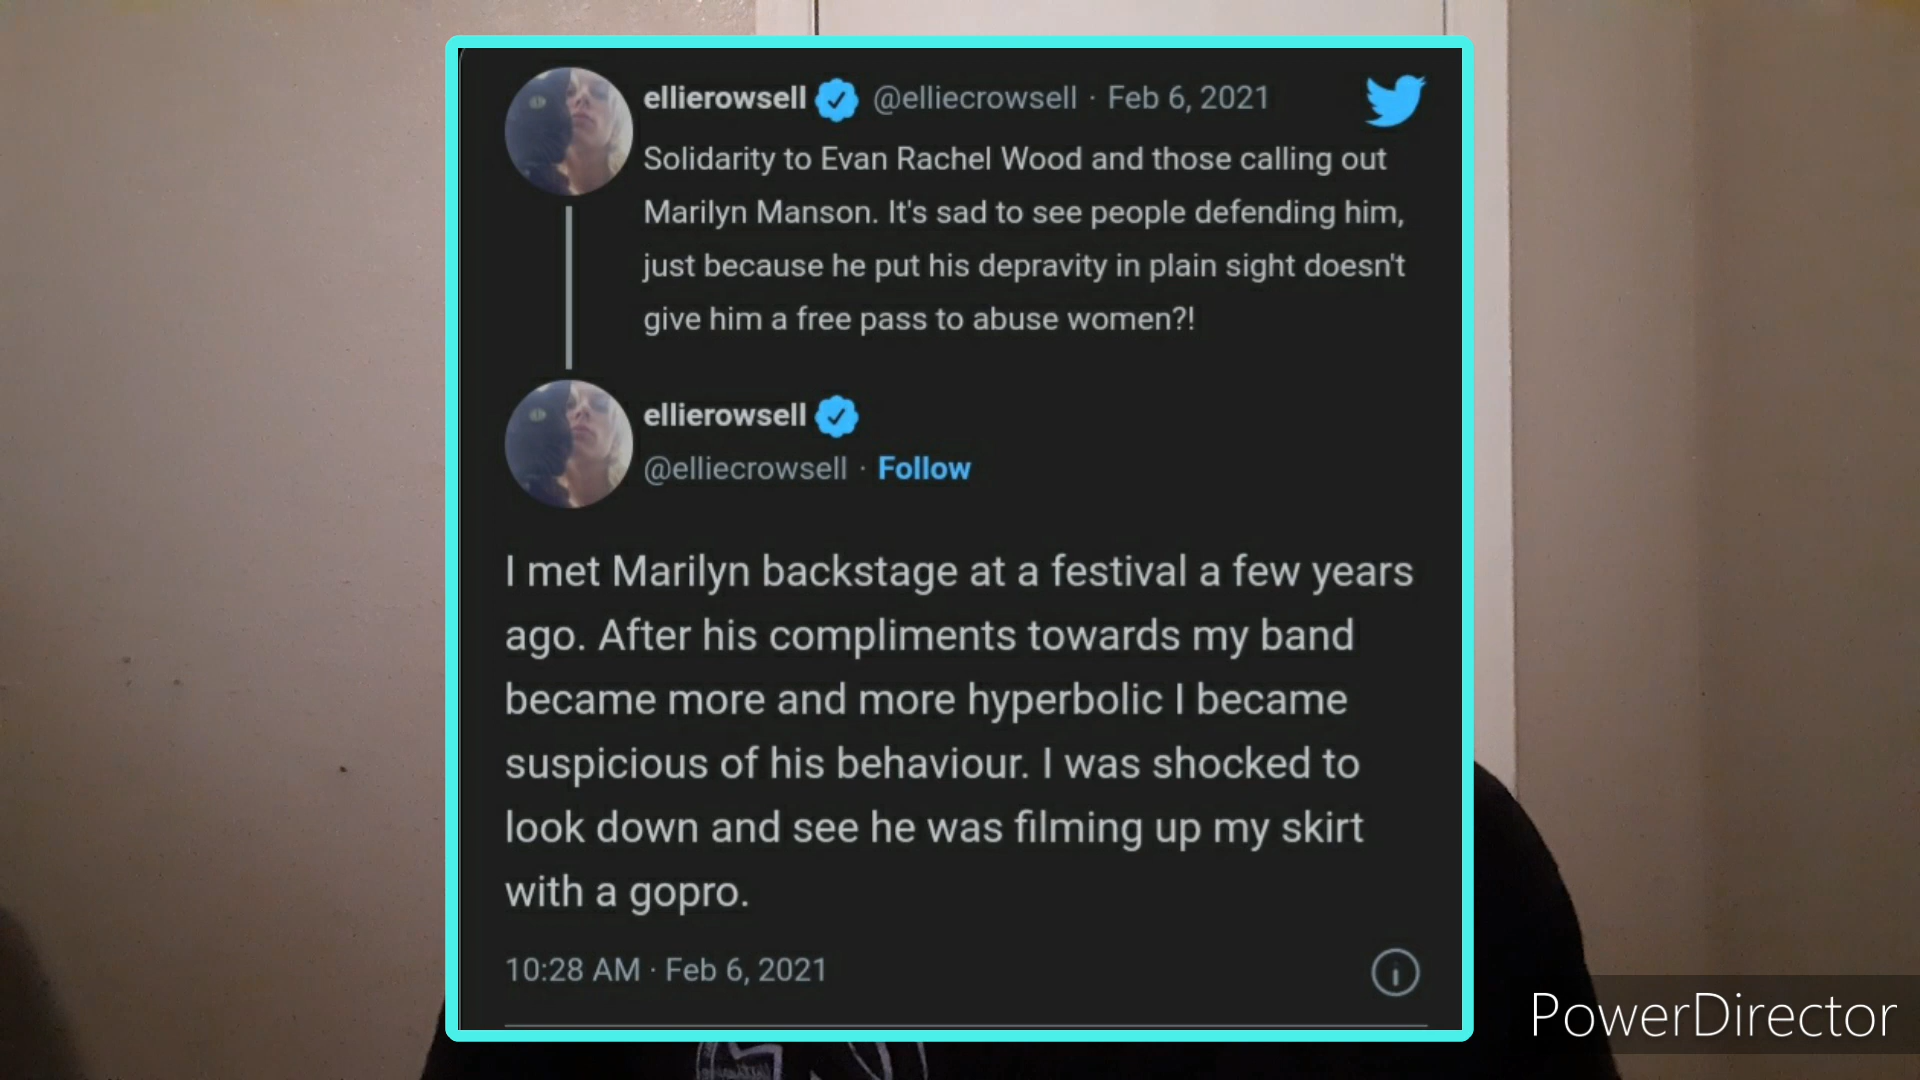 ellierowsell @elliecrowsell · Feb 6, 2021
Solidarity to Evan Rachel Wood and those calling out
Marilyn Manson. It's sad to see people defending him,
just because he put his depravity in plain sight doesn't
give him a free pass to abuse women?!
ellierowsell
@elliecrowsell · Follow
I met Marilyn backstage at a festival a few years
ago. After his compliments towards my band
became more and more hyperbolic I became
suspicious of his behaviour. I was shocked to
look down and see he was filming up my skirt
with a gopro.
10:28 AM · Feb 6, 2021
PowerDirector